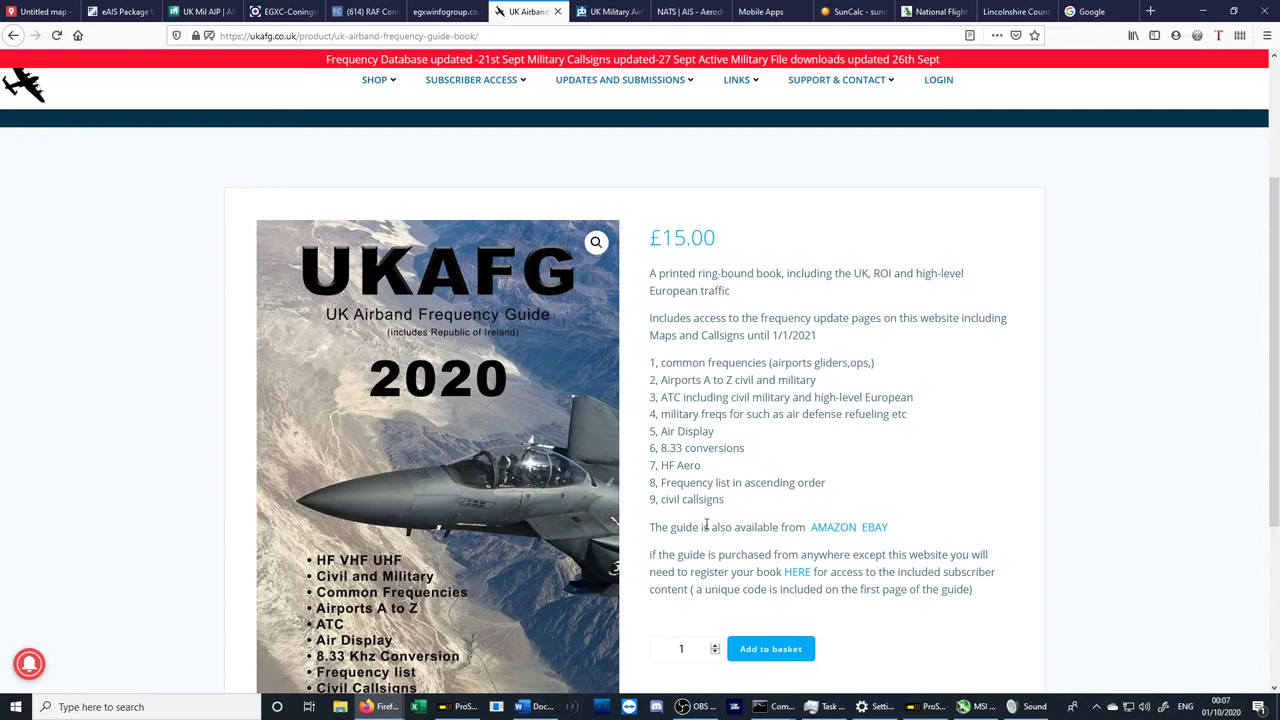 Untitled map -
eAIS Package
UK Mil AIP | N
EGXC-Conings
(614) RAF Con
egxwinfogroup.co
UK Airband
UK Military Air
NATS | AIS - Aerod
Mobile Apps
SunCalc - sun
National Flight
Lincolnshire Coun
Google
https://ukafg.co.uk/product/uk-airband-frequency-guide-book/
Frequency Database updated -21st Sept Military Callsigns updated-27 Sept Active Military File downloads updated 26th Sept
SHOP SUBSCRIBER ACCESS UPDATES AND SUBMISSIONS LINKS SUPPORT & CONTACT LOGIN
UKAFG
UK Airband Frequency Guide
(includes Republic of Ireland)
2020
• HF VHF UHF
• Civil and Military
• Common Frequencies
• Airports A to Z
• ATC
• Air Display
• 8.33 Khz Conversion
• Frequency list
• Civil Callsigns
£15.00
A printed ring-bound book, including the UK, ROI and high-level
European traffic
Includes access to the frequency update pages on this website including
Maps and Callsigns until 1/1/2021
1, common frequencies (airports gliders,ops,)
2, Airports A to Z civil and military
3, ATC including civil military and high-level European
4, military freqs for such as air defense refueling etc
5, Air Display
6, 8.33 conversions
7, HF Aero
8, Frequency list in ascending order
9, civil callsigns
The guide is also available from AMAZON EBAY
if the guide is purchased from anywhere except this website you will
need to register your book HERE for access to the included subscriber
content ( a unique code is included on the first page of the guide)
1
Add to basket
Type here to search
Firef...
ProS...
Doc...
OBS ...
Com...
Task ...
Setti...
ProS...
MSI ...
Sound
ENG
00:07
01/10/2020